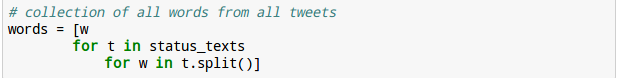 # collection of all words from all tweets
words = [w
        for t in status_texts
            for w in t.split()]